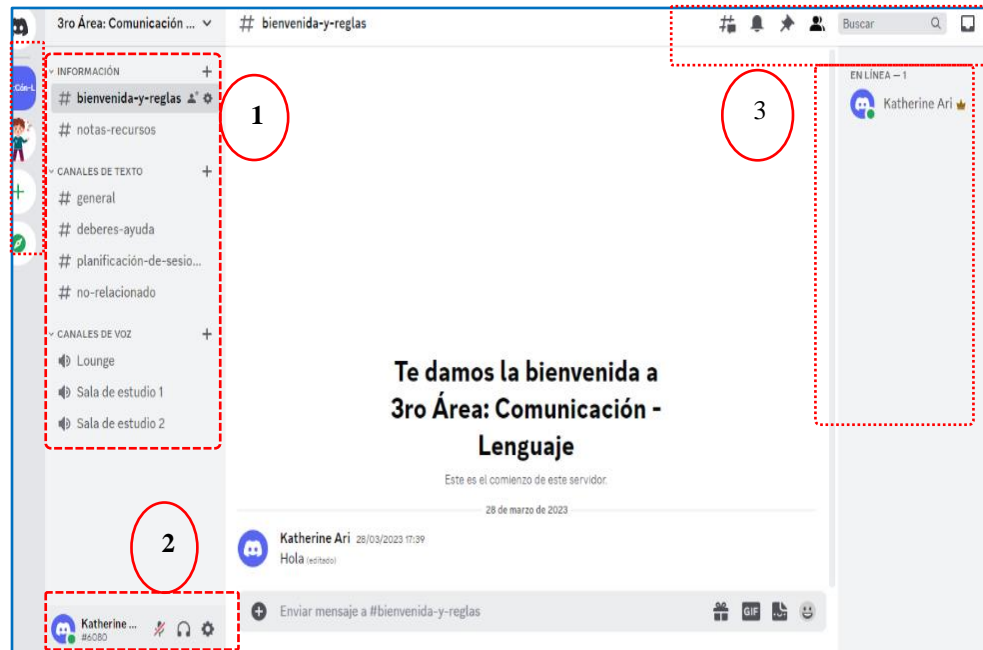 3ro Área: Comunicación ...
# bienvenida-y-reglas
Buscar
:Cón-L
INFORMACIÓN
# bienvenida-y-reglas
# notas-recursos
CANALES DE TEXTO
# general
# deberes-ayuda
# planificación-de-sesio...
# no-relacionado
CANALES DE VOZ
Lounge
Sala de estudio 1
Sala de estudio 2
1
2
Katherine ...
#6080
Te damos la bienvenida a
3ro Área: Comunicación -
Lenguaje
Este es el comienzo de este servidor.
28 de marzo de 2023
Katherine Ari 28/03/2023 17:39
Hola (editado)
Enviar mensaje a #bienvenida-y-reglas
GIF
3
EN LÍNEA — 1
Katherine Ari